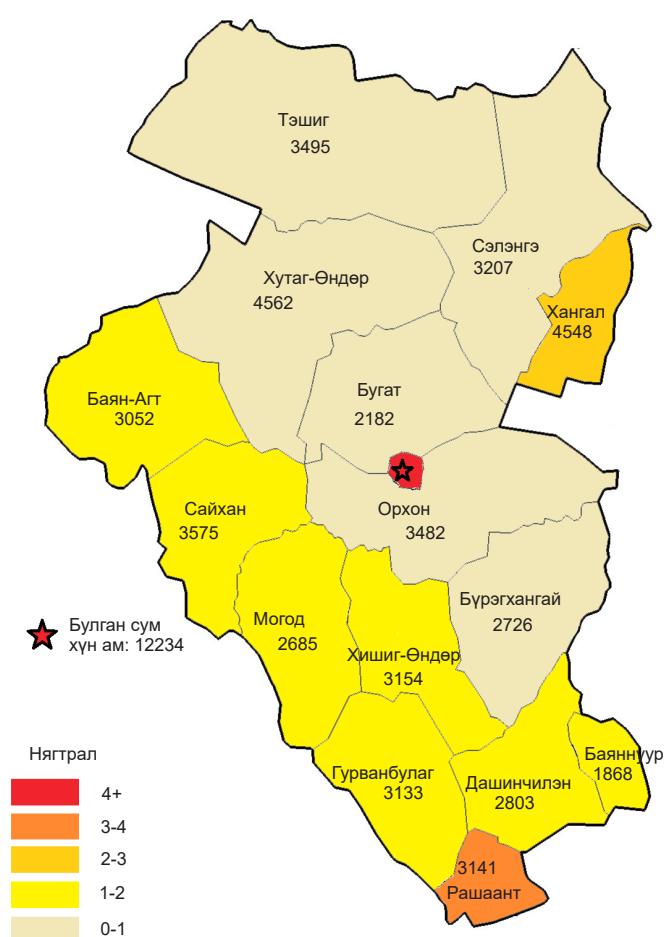 Тэшиг
3495
Сэлэнгэ
3207
Хутаг-Өндөр
4562
Хангал
4548
Бугат
2182
Баян-Агт
3052
Сайхан
3575
Орхон
3482
Бүрэгхангай
2726
Могод
2685
Хишиг-Өндөр
3154
Булган сум
хүн ам: 12234
Гурванбулаг
3133
Дашинчилэн
2803
Баяннуур
1868
3141
Рашаант
Нягтрал
4+
3-4
2-3
1-2
0-1